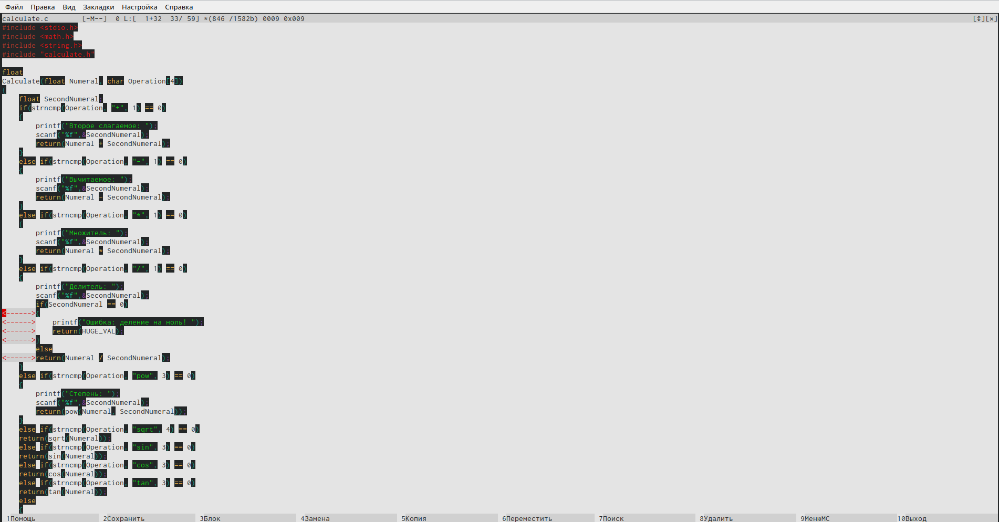 Файл Правка Вид Закладки Настройка Справка
calculate.c [-M--] 0 L:[ 1+32 33/ 59] *(846 /1582b) 0009 0x009 [↕][×]
#include <stdio.h>
#include <math.h>
#include <string.h>
#include "calculate.h"
float
Calculate(float Numeral, char Operation[4])
{
float SecondNumeral;
if(strncmp(Operation, "+", 1) == 0)
{
printf("Второе слагаемое: ");
scanf("%f",&SecondNumeral);
return(Numeral + SecondNumeral);
}
else if(strncmp(Operation, "-", 1) == 0)
{
printf("Вычитаемое: ");
scanf("%f",&SecondNumeral);
return(Numeral - SecondNumeral);
}
else if(strncmp(Operation, "*", 1) == 0)
{
printf("Множитель: ");
scanf("%f",&SecondNumeral);
return(Numeral * SecondNumeral);
}
else if(strncmp(Operation, "/", 1) == 0)
{
printf("Делитель: ");
scanf("%f",&SecondNumeral);
if(SecondNumeral == 0)
<------>{
<------> printf("Ошибка: деление на ноль! ");
<------> return(HUGE_VAL);
<------>}
else
<------>return(Numeral / SecondNumeral);
}
else if(strncmp(Operation, "pow", 3) == 0)
{
printf("Степень: ");
scanf("%f",&SecondNumeral);
return(pow(Numeral, SecondNumeral));
}
else if(strncmp(Operation, "sqrt", 4) == 0)
return(sqrt(Numeral));
else if(strncmp(Operation, "sin", 3) == 0)
return(sin(Numeral));
else if(strncmp(Operation, "cos", 3) == 0)
return(cos(Numeral));
else if(strncmp(Operation, "tan", 3) == 0)
return(tan(Numeral));
else
{
1Помощь 2Сохранить 3Блок 4Замена 5Копия 6Переместить 7Поиск 8Удалить 9МенюMC 10Выход